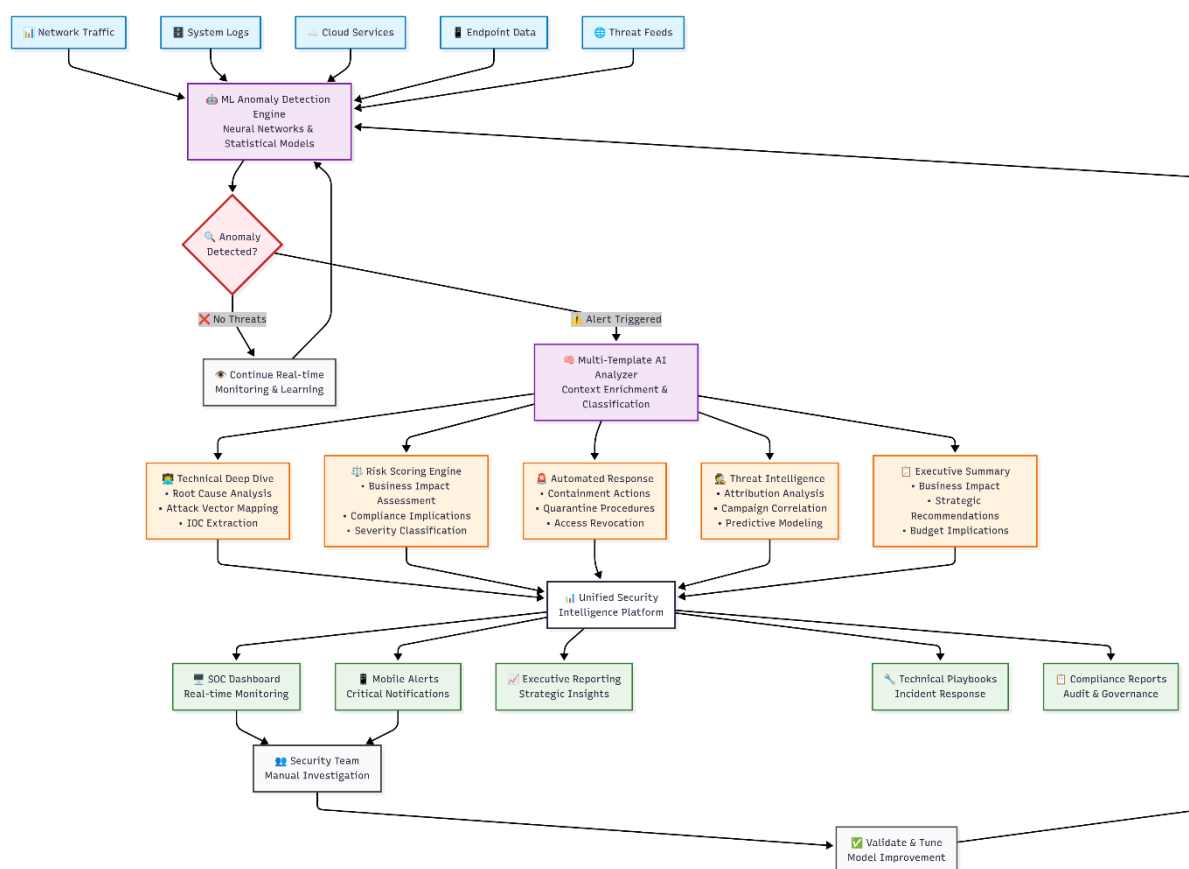 📊 Network Traffic
🗄️ System Logs
☁️ Cloud Services
📱 Endpoint Data
🌐 Threat Feeds
🤖 ML Anomaly Detection
Engine
Neural Networks &
Statistical Models
🔍 Anomaly
Detected?
❌ No Threats
⚠️ Alert Triggered
👁️ Continue Real-time
Monitoring & Learning
🧠 Multi-Template AI
Analyzer
Context Enrichment &
Classification
👨‍💻 Technical Deep Dive
• Root Cause Analysis
• Attack Vector Mapping
• IOC Extraction
⚖️ Risk Scoring Engine
• Business Impact
Assessment
• Compliance Implications
• Severity Classification
🚨 Automated Response
• Containment Actions
• Quarantine Procedures
• Access Revocation
🕵️ Threat Intelligence
• Attribution Analysis
• Campaign Correlation
• Predictive Modeling
📋 Executive Summary
• Business Impact
• Strategic
Recommendations
• Budget Implications
📊 Unified Security
Intelligence Platform
🖥️ SOC Dashboard
Real-time Monitoring
📱 Mobile Alerts
Critical Notifications
📈 Executive Reporting
Strategic Insights
🔧 Technical Playbooks
Incident Response
📋 Compliance Reports
Audit & Governance
👥 Security Team
Manual Investigation
✅ Validate & Tune
Model Improvement